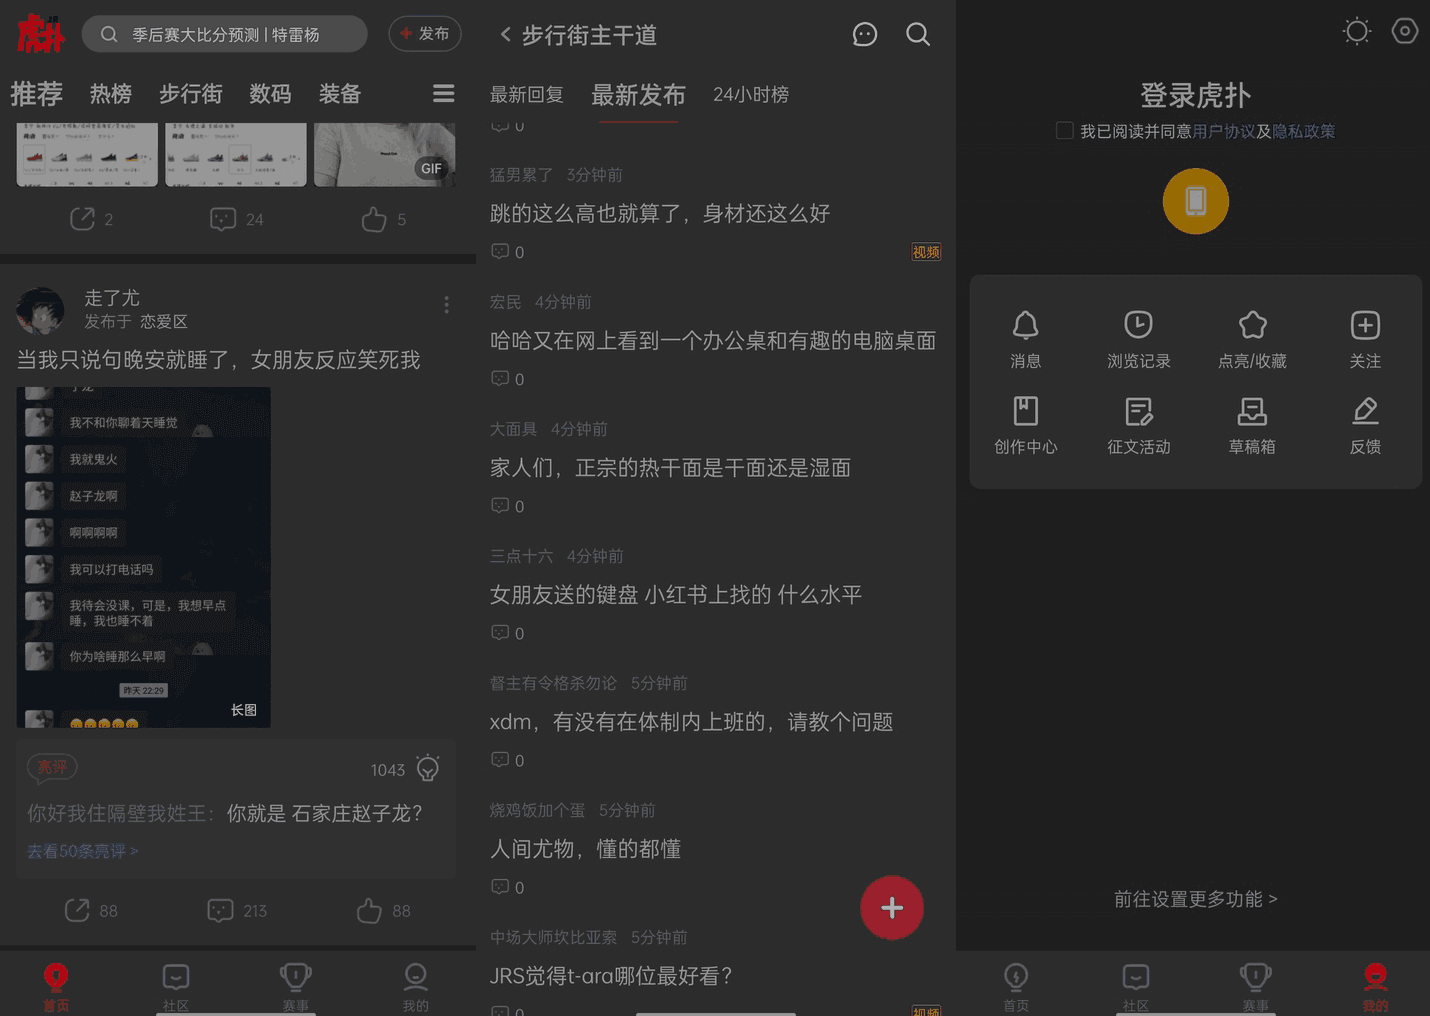 虎扑 JR
季后赛大比分预测 | 特雷杨
发布
推荐 热榜 步行街 数码 装备
GIF
2 24 5
走了尤
发布于 恋爱区
当我只说句晚安就睡了，女朋友反应笑死我
子龙
我不和你聊着天睡觉
我就鬼火
赵子龙啊
啊啊啊啊
我可以打电话吗
我待会没课，可是，我想早点
睡，我也睡不着
你为啥睡那么早啊
昨天 22:29
长图
亮评
1043
你好我住隔壁我姓王：你就是 石家庄赵子龙？
去看50条亮评 >
88 213 88
首页 社区 赛事 我的
步行街主干道
最新回复 最新发布 24小时榜
0
猛男累了 3分钟前
跳的这么高也就算了，身材还这么好
0
视频
宏民 4分钟前
哈哈又在网上看到一个办公桌和有趣的电脑桌面
0
大面具 4分钟前
家人们，正宗的热干面是干面还是湿面
0
三点十六 4分钟前
女朋友送的键盘 小红书上找的 什么水平
0
督主有令格杀勿论 5分钟前
xdm，有没有在体制内上班的，请教个问题
0
烧鸡饭加个蛋 5分钟前
人间尤物，懂的都懂
0
中场大师坎比亚索 5分钟前
JRS觉得t-ara哪位最好看？
0
视频
登录虎扑
我已阅读并同意用户协议及隐私政策
消息 浏览记录 点亮/收藏 关注
创作中心 征文活动 草稿箱 反馈
前往设置更多功能 >
首页 社区 赛事 我的